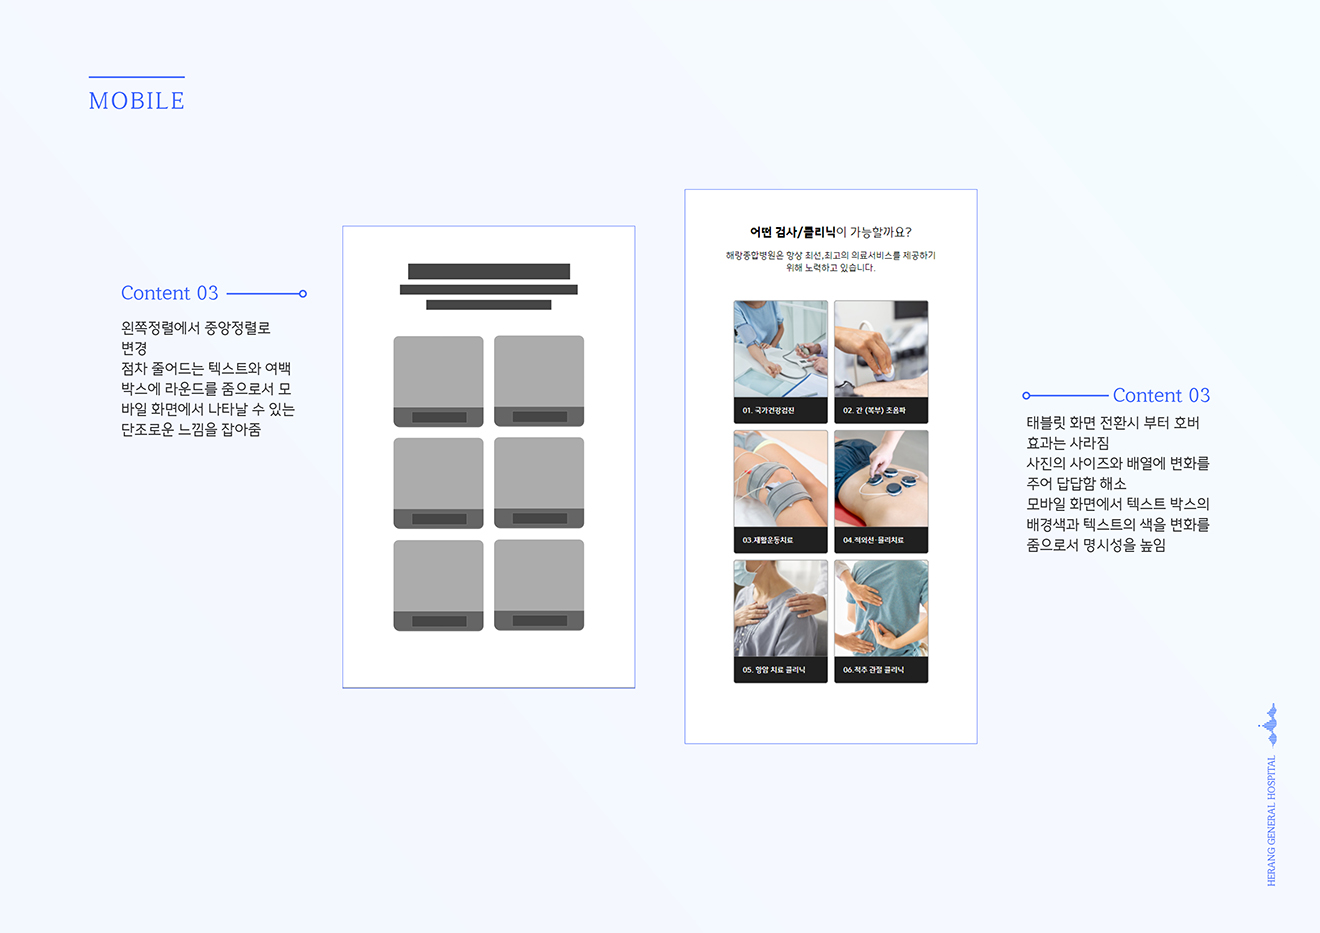 MOBILE
Content 03
왼쪽정렬에서 중앙정렬로
변경
점차 줄어드는 텍스트와 여백
박스에 라운드를 줌으로서 모
바일 화면에서 나타날 수 있는
단조로운 느낌을 잡아줌
어떤 검사/클리닉이 가능할까요?
해랑종합병원은 항상 최선,최고의 의료서비스를 제공하기
위해 노력하고 있습니다.
01. 국가건강검진
02. 간 (복부) 초음파
03.재활운동치료
04.적외선·물리치료
05. 항암 치료 클리닉
06.척추 관절 클리닉
Content 03
태블릿 화면 전환시 부터 호버
효과는 사라짐
사진의 사이즈와 배열에 변화를
주어 답답함 해소
모바일 화면에서 텍스트 박스의
배경색과 텍스트의 색을 변화를
줌으로서 명시성을 높임
HERANG GENERAL HOSPITAL